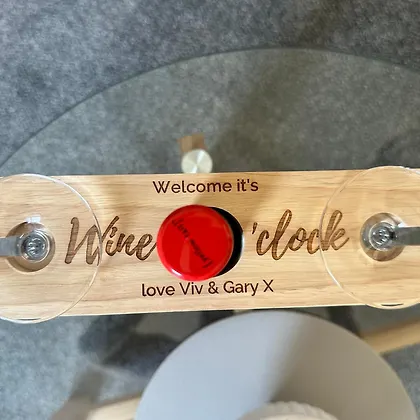 Welcome it's
Wine 'clock
love Viv & Gary X